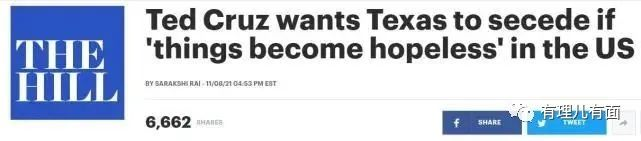 THE
HILL
Ted Cruz wants Texas to secede if
'things become hopeless' in the US
BY SARAKSHI RAI - 11/08/21 04:53 PM EST
6,662 SHARES
SHARE
TWEET
有理儿有面